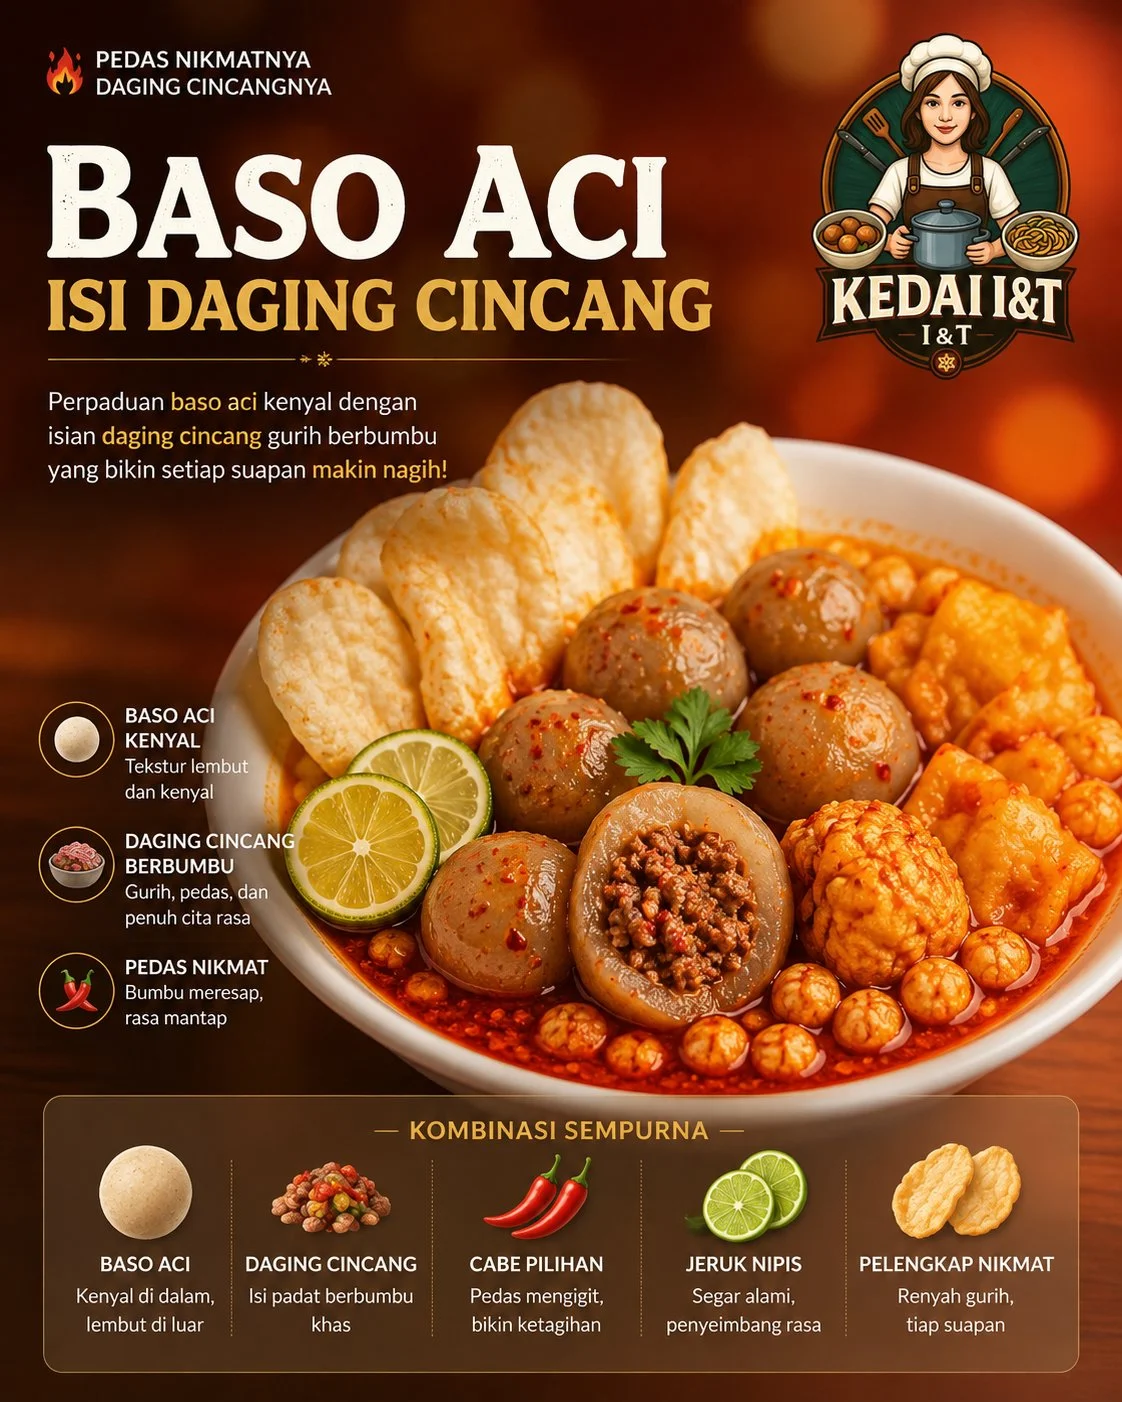 PEDAS NIKMATNYA
DAGING CINCANGNYA
BASO ACI
ISI DAGING CINCANG
KEDAI I&T
I & T
Perpaduan baso aci kenyal dengan
isian daging cincang gurih berbumbu
yang bikin setiap suapan makin nagih!
BASO ACI
KENYAL
Tekstur lembut
dan kenyal
DAGING CINCANG
BERBUMBU
Gurih, pedas, dan
penuh cita rasa
PEDAS NIKMAT
Bumbu meresap,
rasa mantap
KOMBINASI SEMPURNA
BASO ACI
Kenyal di dalam,
lembut di luar
DAGING CINCANG
Isi padat berbumbu
khas
CABE PILIHAN
Pedas mengigit,
bikin ketagihan
JERUK NIPIS
Segar alami,
penyeimbang rasa
PELENGKAP NIKMAT
Renyah gurih,
tiap suapan